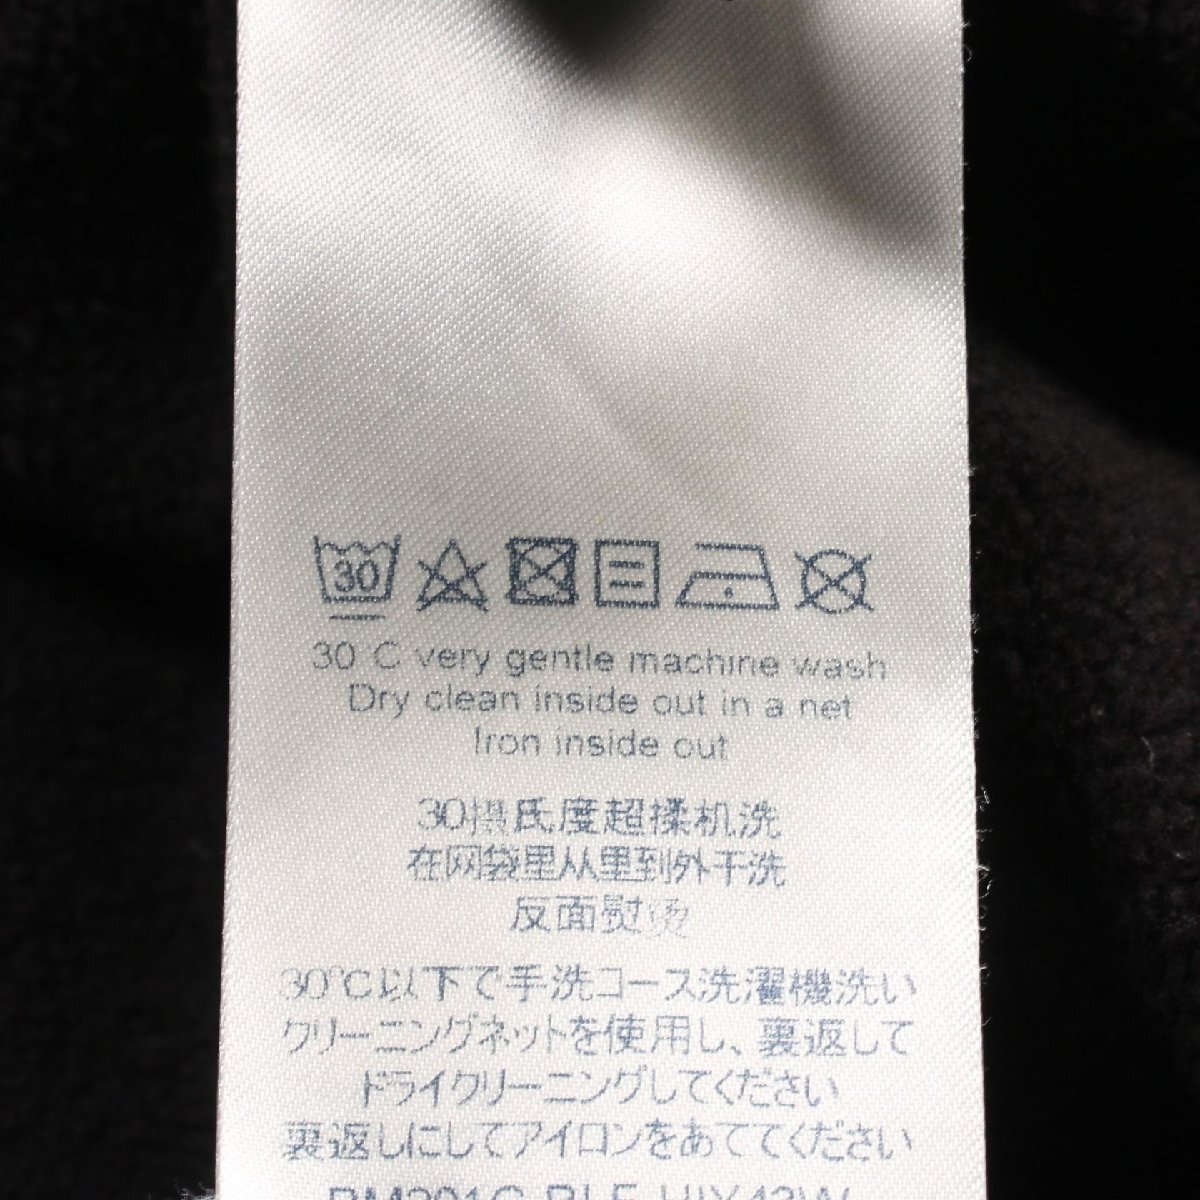 30
30 C very gentle machine wash
Dry clean inside out in a net
Iron inside out
30摄氏度超揉机洗
在网袋里从里到外干洗
反面熨烫
30℃以下で手洗コース洗濯機洗い
クリーニングネットを使用し、裏返して
ドライクリーニングしてください
裏返しにしてアイロンをあててください